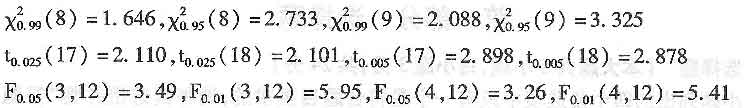 χ²₀.₉₉(8)=1.646,χ²₀.₉₅(8)=2.733,χ²₀.₉₉(9)=2.088,χ²₀.₉₅(9)=3.325
t₀.₀₂₅(17)=2.110,t₀.₀₂₅(18)=2.101,t₀.₀₀₅(17)=2.898,t₀.₀₀₅(18)=2.878
F₀.₀₅(3,12)=3.49,F₀.₀₁(3,12)=5.95,F₀.₀₅(4,12)=3.26,F₀.₀₁(4,12)=5.41